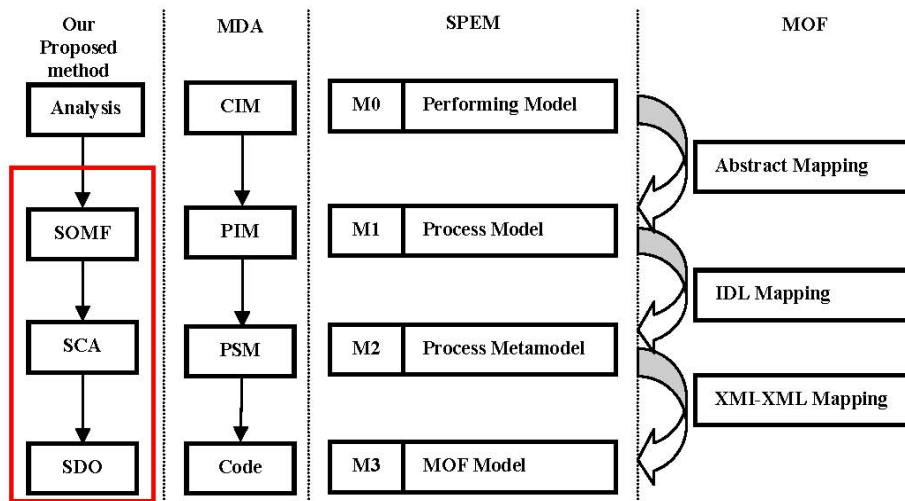 Our
Proposed
method
MDA
SPEM
MOF
Analysis
CIM
M0 Performing Model
Abstract Mapping
SOMF
PIM
M1 Process Model
IDL Mapping
SCA
PSM
M2 Process Metamodel
XMI-XML Mapping
SDO
Code
M3 MOF Model